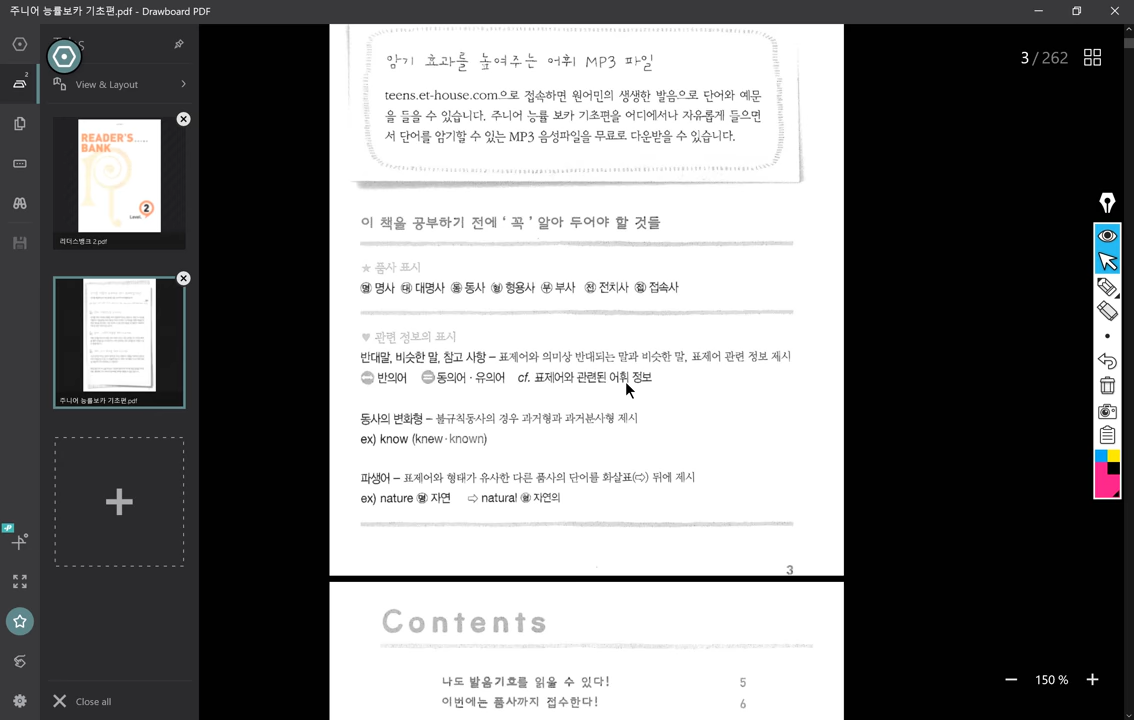 주니어 능률보카 기초편.pdf - Drawboard PDF
3 / 262
View & Layout
READER'S
BANK
Level.
2
리더스뱅크 2.pdf
주니어 능률보카 기초편.pdf
Close all
암기 효과를 높여주는 어휘 MP3 파일
teens.et-house.com으로 접속하면 원어민의 생생한 발음으로 단어와 예문
을 들을 수 있습니다. 주니어 능률 보카 기초편을 어디에서나 자유롭게 들으면
서 단어를 암기할 수 있는 MP3 음성파일을 무료로 다운받을 수 있습니다.
이 책을 공부하기 전에 ' 꼭 ' 알아 두어야 할 것들
★ 품사 표시
명 명사 대 대명사 동 동사 형 형용사 부 부사 전 전치사 접 접속사
♥ 관련 정보의 표시
반대말, 비슷한 말, 참고 사항 – 표제어와 의미상 반대되는 말과 비슷한 말, 표제어 관련 정보 제시
반의어 동의어 · 유의어 cf. 표제어와 관련된 어휘 정보
동사의 변화형 – 불규칙동사의 경우 과거형과 과거분사형 제시
ex) know (knew · known)
파생어 – 표제어와 형태가 유사한 다른 품사의 단어를 화살표(⇨) 뒤에 제시
ex) nature 명 자연 ⇨ natural 형 자연의
3
Contents
나도 발음기호를 읽을 수 있다! 5
이번에는 품사까지 접수한다! 6
150 %